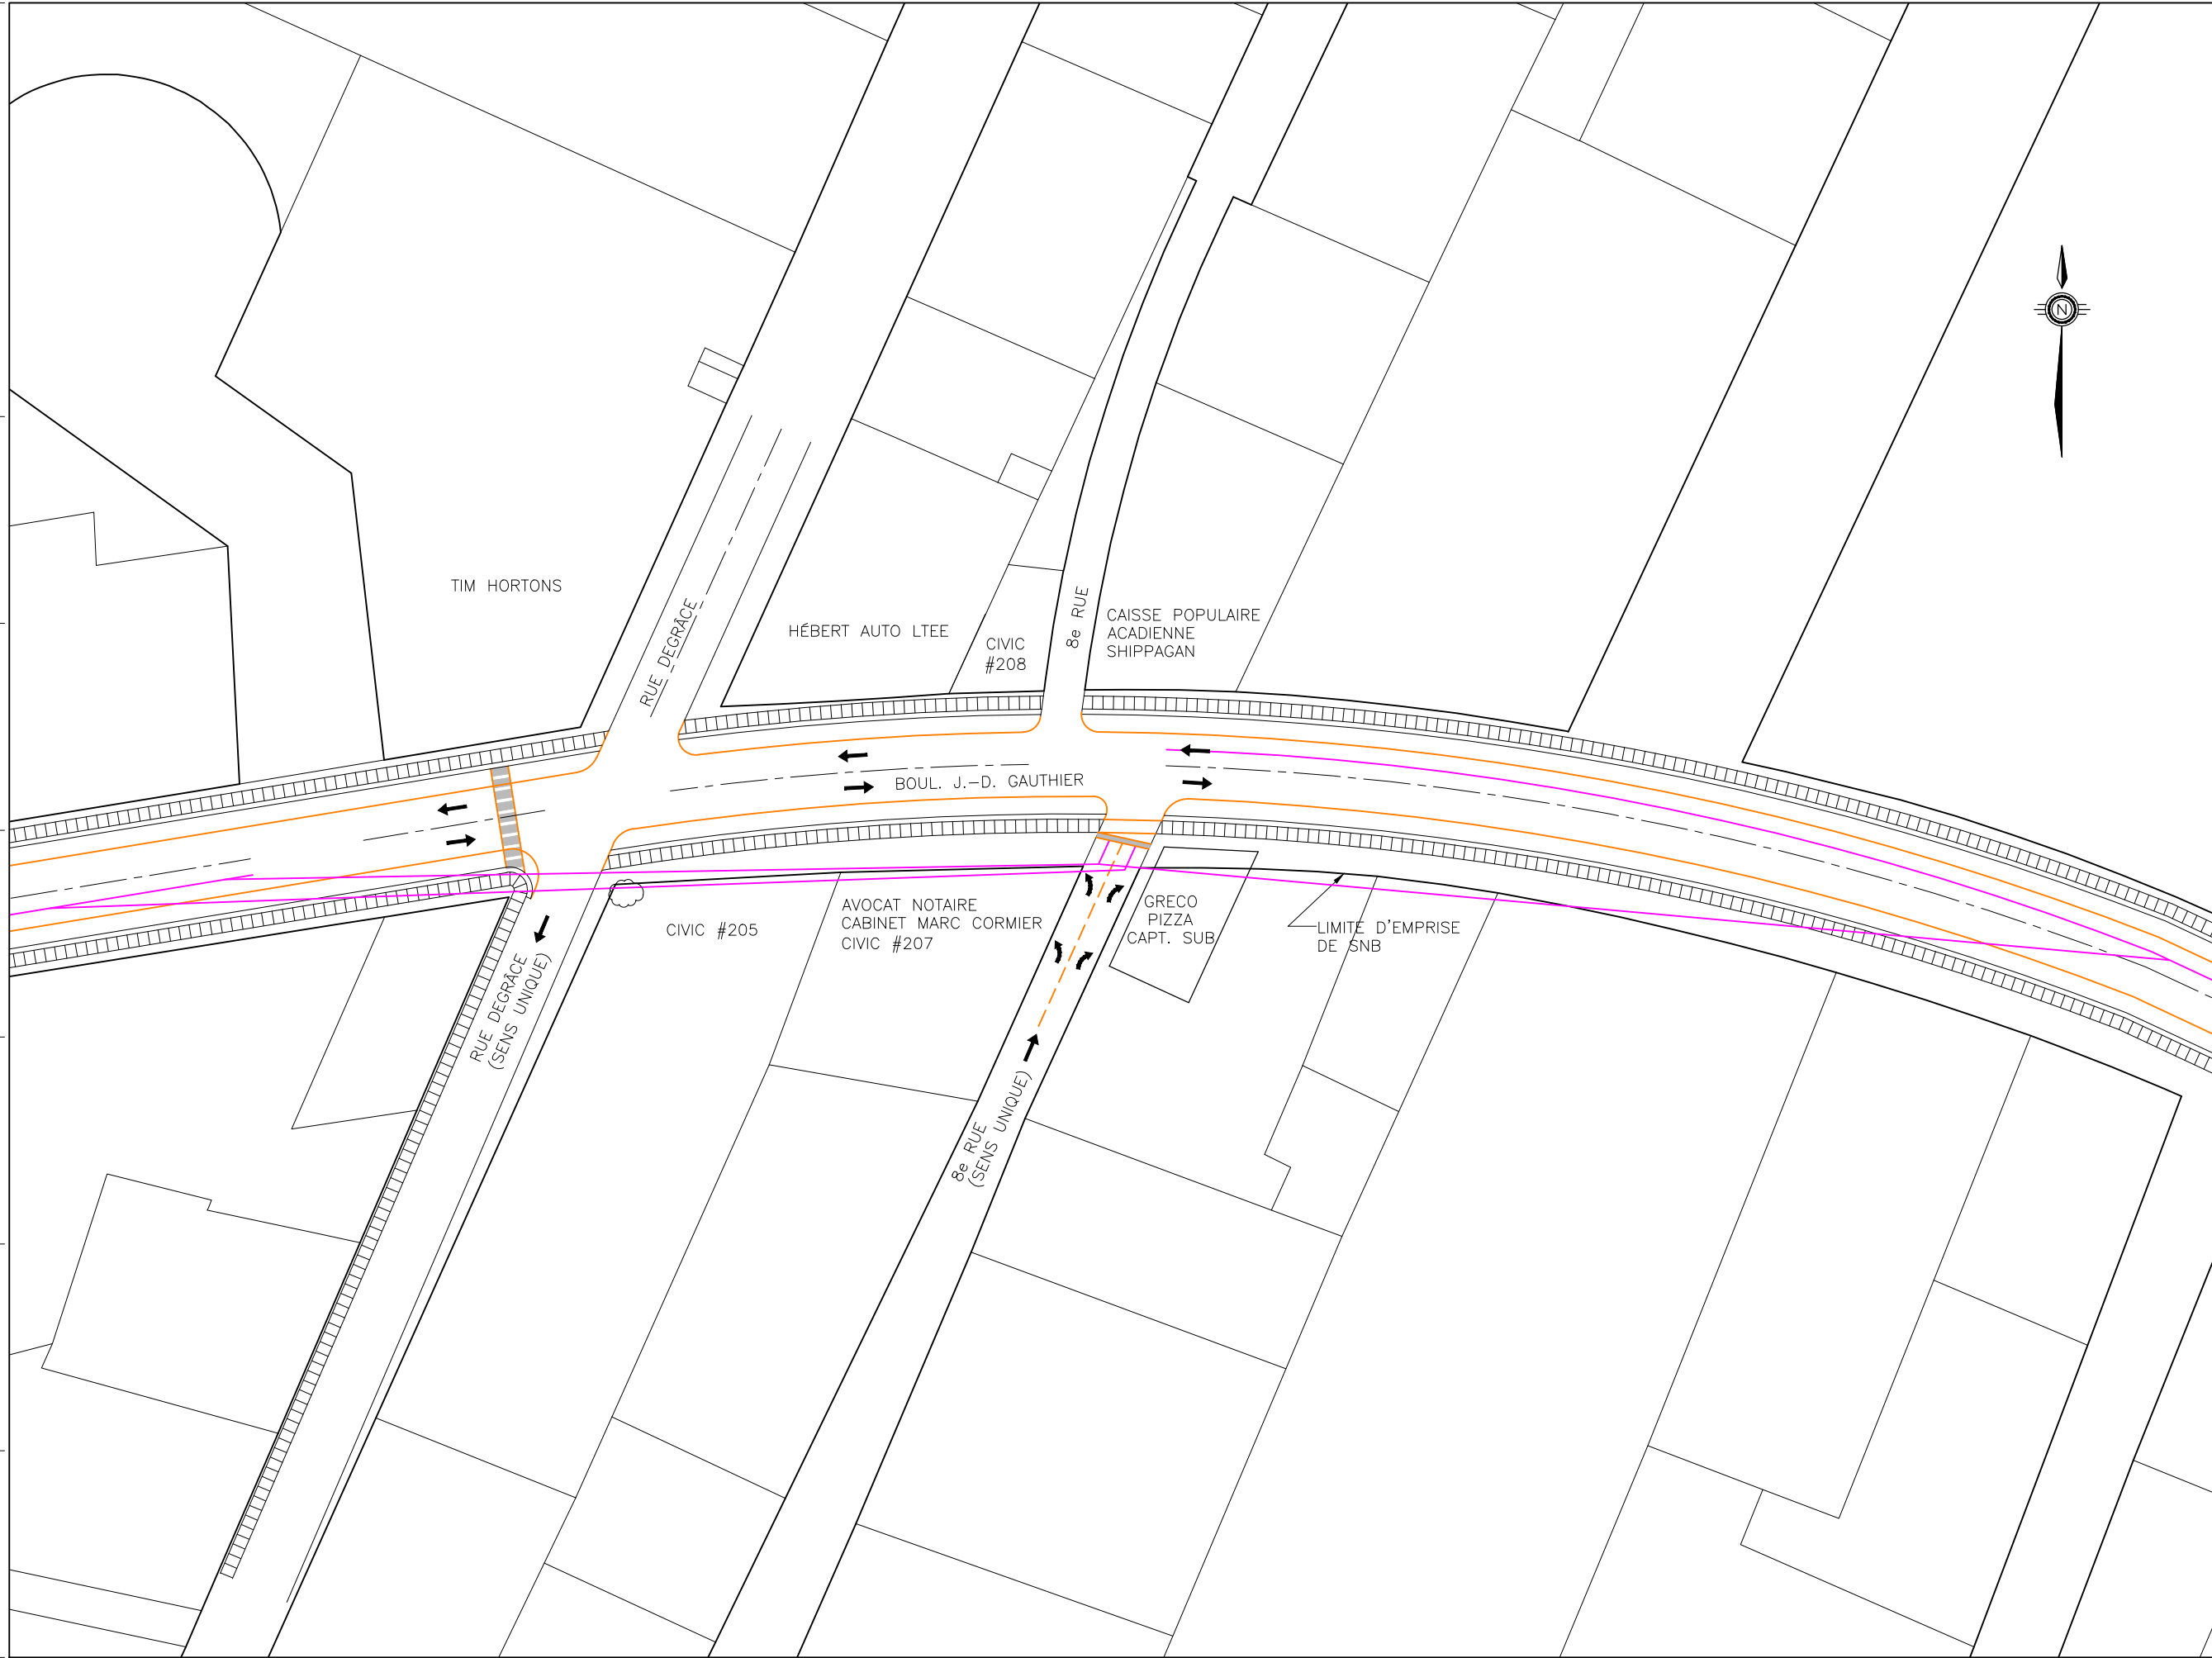 N
TIM HORTONS
RUE DEGRÂCE
HÉBERT AUTO LTEE
CIVIC
#208
8e RUE
CAISSE POPULAIRE
ACADIENNE
SHIPPAGAN
BOUL. J.-D. GAUTHIER
RUE DEGRÂCE
(SENS UNIQUE)
CIVIC #205
AVOCAT NOTAIRE
CABINET MARC CORMIER
CIVIC #207
8e RUE
(SENS UNIQUE)
GRECO
PIZZA
CAPT. SUB
LIMITE D'EMPRISE
DE SNB